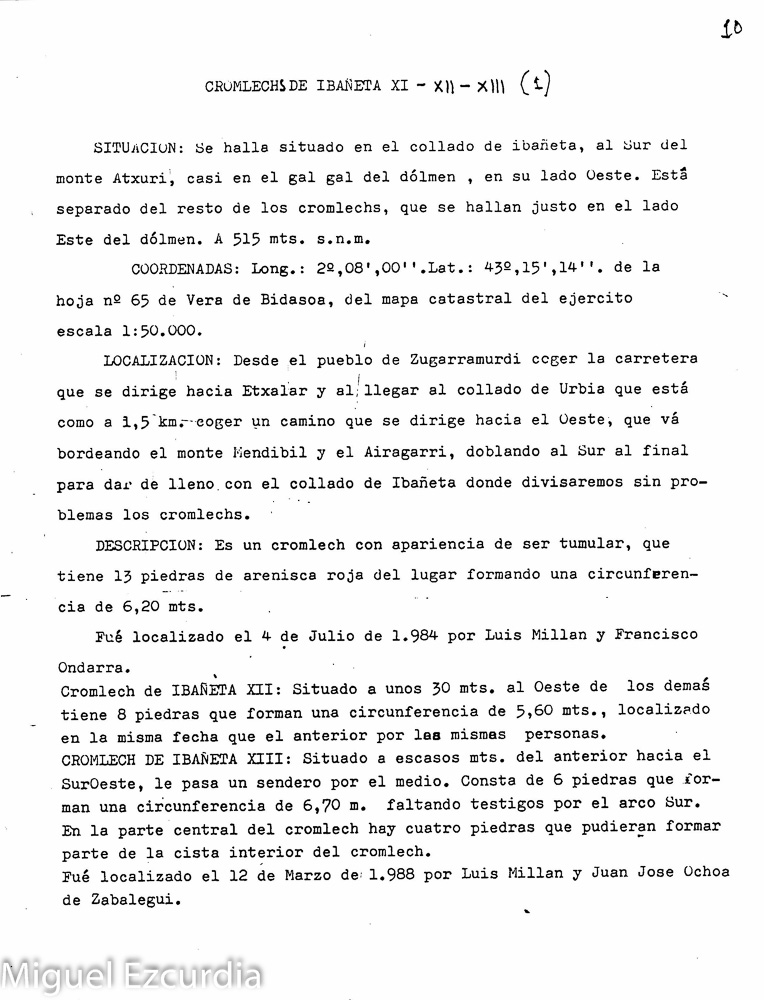 10
CROMLECHS DE IBAÑETA XI - XII - XIII (1)
SITUACION: Se halla situado en el collado de ibañeta, al Sur del
monte Atxuri, casi en el gal gal del dólmen , en su lado Oeste. Está
separado del resto de los cromlechs, que se hallan justo en el lado
Este del dólmen. A 515 mts. s.n.m.
COORDENADAS: Long.: 2º,08',00''.Lat.: 43º,15',14''. de la
hoja nº 65 de Vera de Bidasoa, del mapa catastral del ejercito
escala 1:50.000.
LOCALIZACION: Desde el pueblo de Zugarramurdi coger la carretera
que se dirige hacia Etxalar y al llegar al collado de Urbia que está
como a 1,5 km. coger un camino que se dirige hacia el Oeste, que vá
bordeando el monte Mendibil y el Airagarri, doblando al Sur al final
para dar de lleno con el collado de Ibañeta donde divisaremos sin pro-
blemas los cromlechs.
DESCRIPCION: Es un cromlech con apariencia de ser tumular, que
tiene 13 piedras de arenisca roja del lugar formando una circunferen-
cia de 6,20 mts.
Fué localizado el 4 de Julio de 1.984 por Luis Millan y Francisco
Ondarra.
Cromlech de IBAÑETA XII: Situado a unos 30 mts. al Oeste de los demaś
tiene 8 piedras que forman una circunferencia de 5,60 mts., localizado
en la misma fecha que el anterior por las mismas personas.
CROMLECH DE IBAÑETA XIII: Situado a escasos mts. del anterior hacia el
SurOeste, le pasa un sendero por el medio. Consta de 6 piedras que for-
man una circunferencia de 6,70 m. faltando testigos por el arco Sur.
En la parte central del cromlech hay cuatro piedras que pudieran formar
parte de la cista interior del cromlech.
Fué localizado el 12 de Marzo de 1.988 por Luis Millan y Juan Jose Ochoa
de Zabalegui.
Miguel Ezcurdia